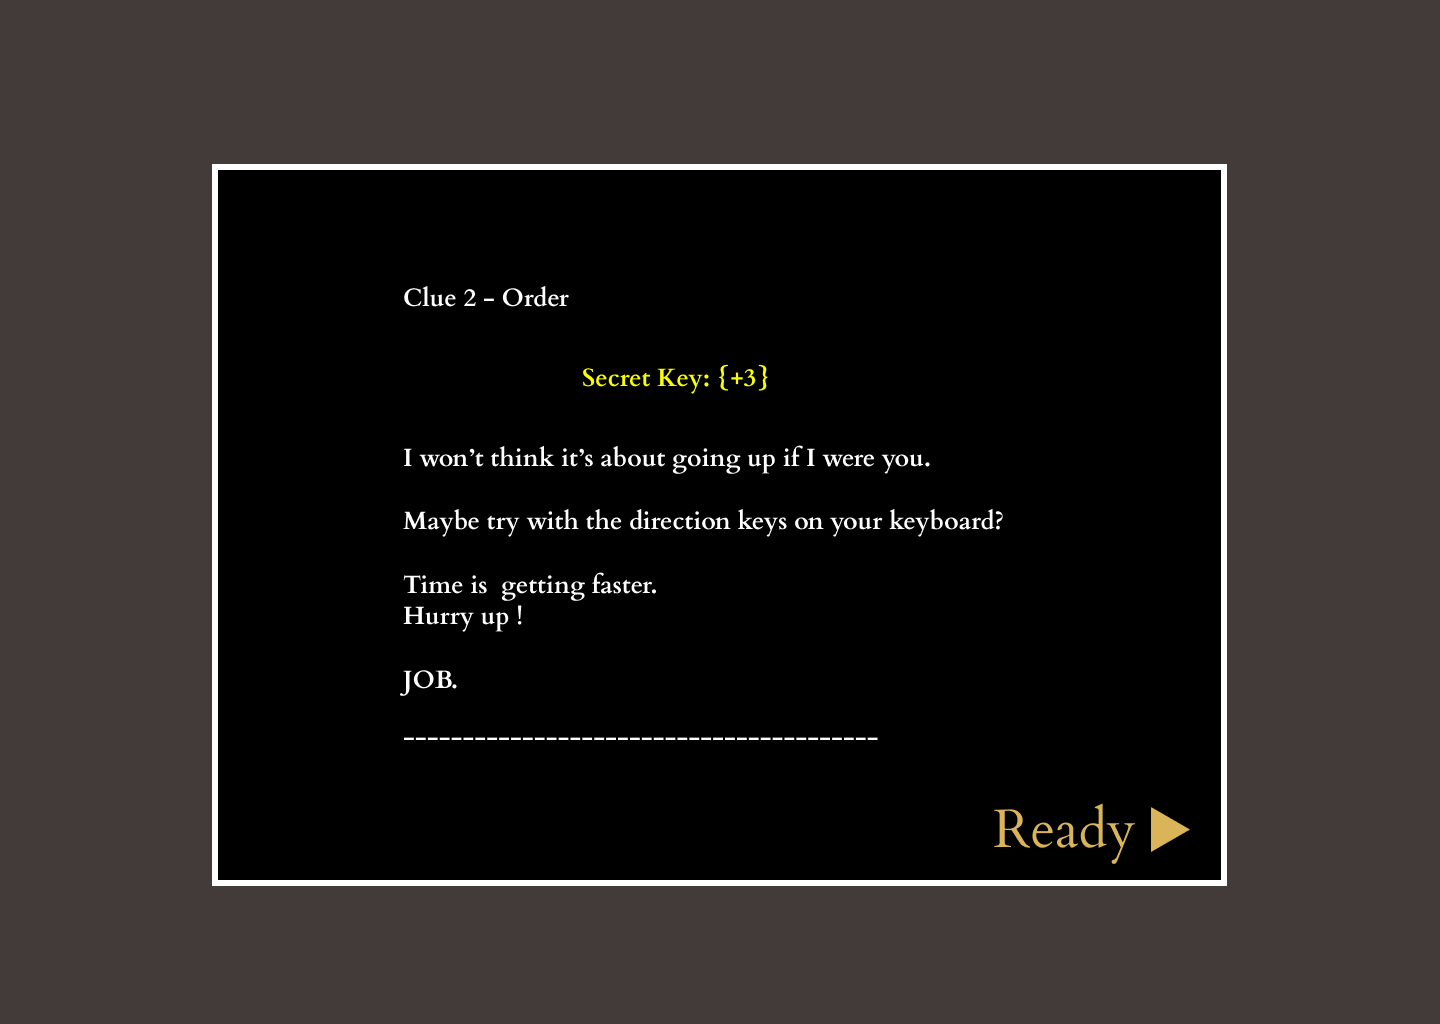 Clue 2 - Order
Secret Key: {+3}
I won’t think it’s about going up if I were you.
Maybe try with the direction keys on your keyboard?
Time is  getting faster.
Hurry up !
JOB.
----------------------------------------
Ready